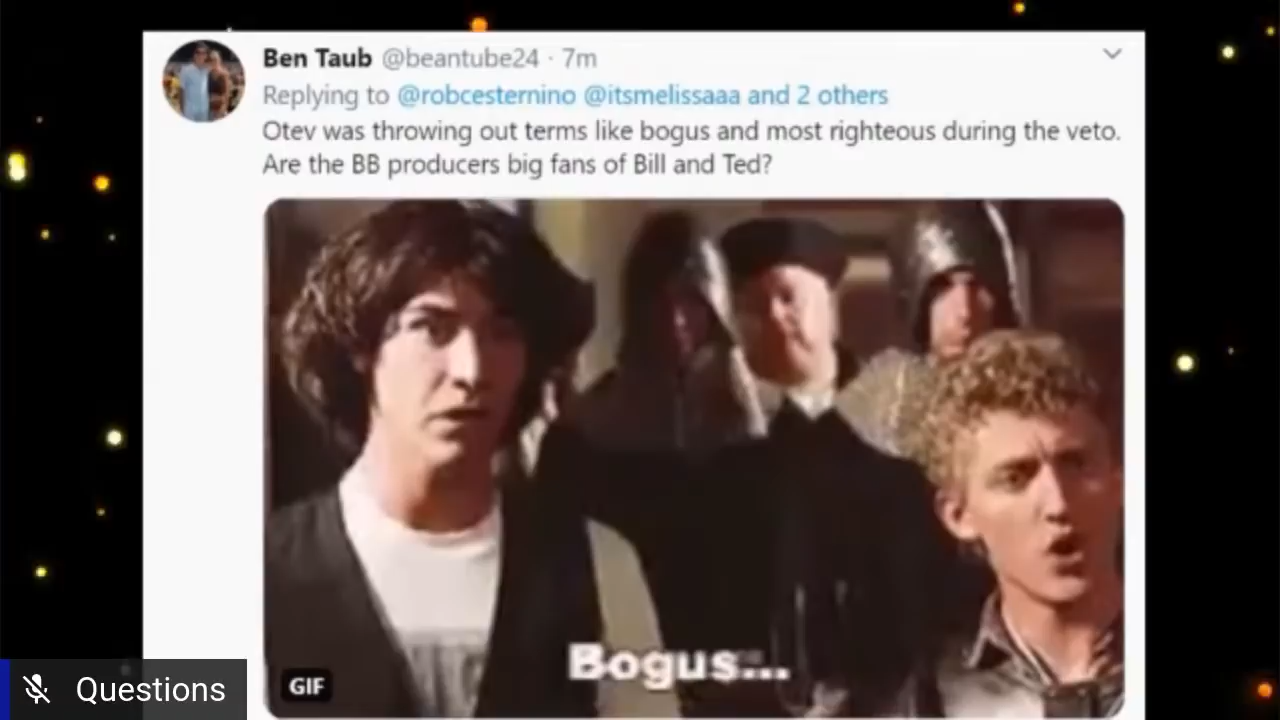 Ben Taub @beantube24 · 7m
Replying to @robcesternino @itsmelissaaa and 2 others
Otev was throwing out terms like bogus and most righteous during the veto.
Are the BB producers big fans of Bill and Ted?
Bogus...
GIF
Questions